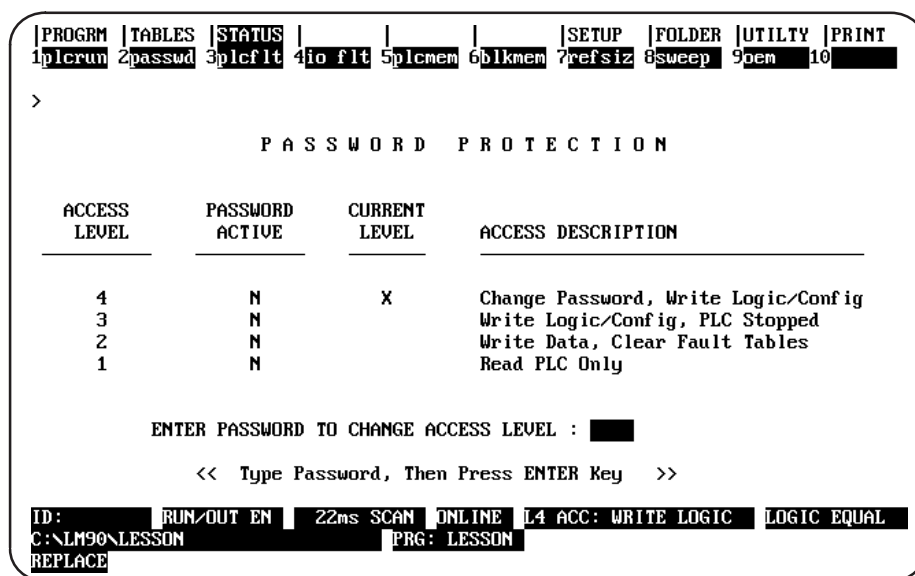 |PROGRM |TABLES |STATUS | | | |SETUP |FOLDER |UTILTY |PRINT
1plcrun 2passwd 3plcflt 4io flt 5plcmem 6blkmem 7refsiz 8sweep 9oem 10
>
P A S S W O R D P R O T E C T I O N
ACCESS PASSWORD CURRENT
LEVEL ACTIVE LEVEL ACCESS DESCRIPTION
4 N X Change Password, Write Logic/Config
3 N Write Logic/Config, PLC Stopped
2 N Write Data, Clear Fault Tables
1 N Read PLC Only
ENTER PASSWORD TO CHANGE ACCESS LEVEL :
<< Type Password, Then Press ENTER Key >>
ID: RUN/OUT EN 22ms SCAN ONLINE L4 ACC: WRITE LOGIC LOGIC EQUAL
C:\LM90\LESSON PRG: LESSON
REPLACE